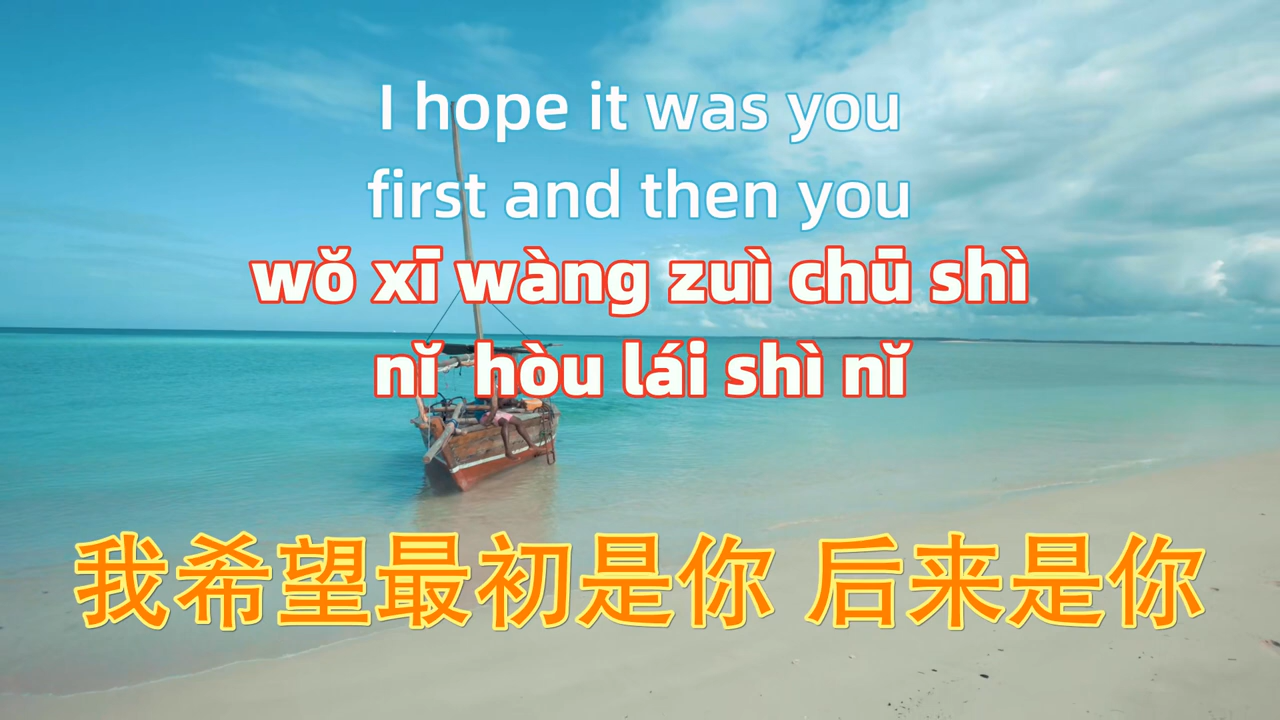 I hope it was you
first and then you
wǒ xī wàng zuì chū shì
nǐ  hòu lái shì nǐ
我希望最初是你 后来是你